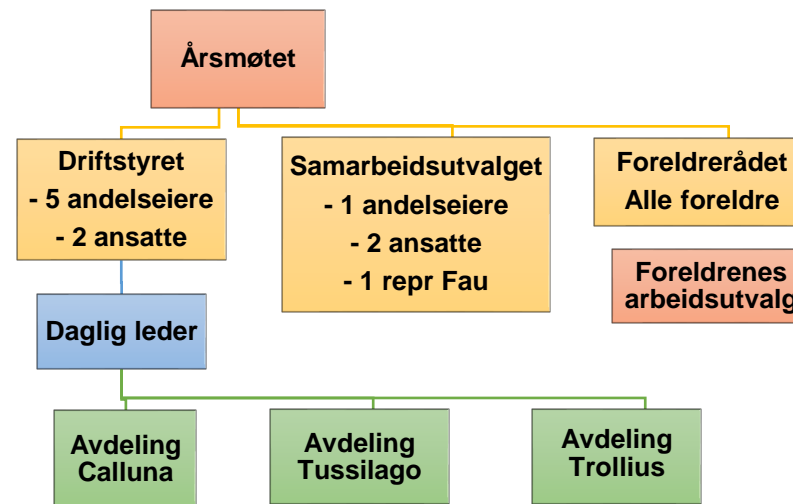 Årsmøtet
Driftstyret
- 5 andelseiere
- 2 ansatte
Samarbeidsutvalget
- 1 andelseiere
- 2 ansatte
- 1 repr Fau
Foreldrerådet
Alle foreldre
Foreldrenes
arbeidsutvalg
Daglig leder
Avdeling
Calluna
Avdeling
Tussilago
Avdeling
Trollius